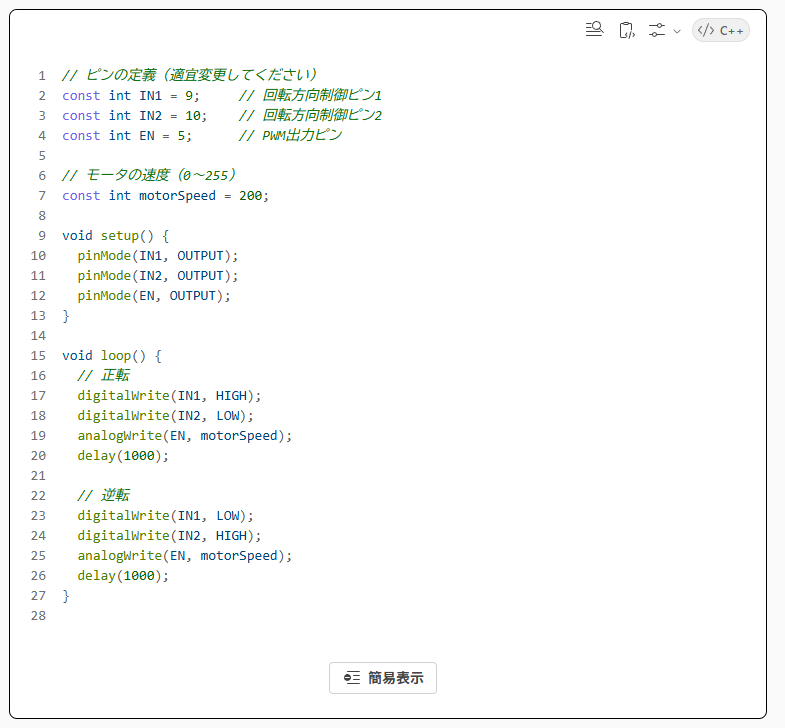 </> C++
1 // ピンの定義（適宜変更してください）
2 const int IN1 = 9;     // 回転方向制御ピン1
3 const int IN2 = 10;    // 回転方向制御ピン2
4 const int EN = 5;      // PWM出力ピン
5
6 // モータの速度（0～255）
7 const int motorSpeed = 200;
8
9 void setup() {
10   pinMode(IN1, OUTPUT);
11   pinMode(IN2, OUTPUT);
12   pinMode(EN, OUTPUT);
13 }
14
15 void loop() {
16   // 正転
17   digitalWrite(IN1, HIGH);
18   digitalWrite(IN2, LOW);
19   analogWrite(EN, motorSpeed);
20   delay(1000);
21
22   // 逆転
23   digitalWrite(IN1, LOW);
24   digitalWrite(IN2, HIGH);
25   analogWrite(EN, motorSpeed);
26   delay(1000);
27 }
28
簡易表示